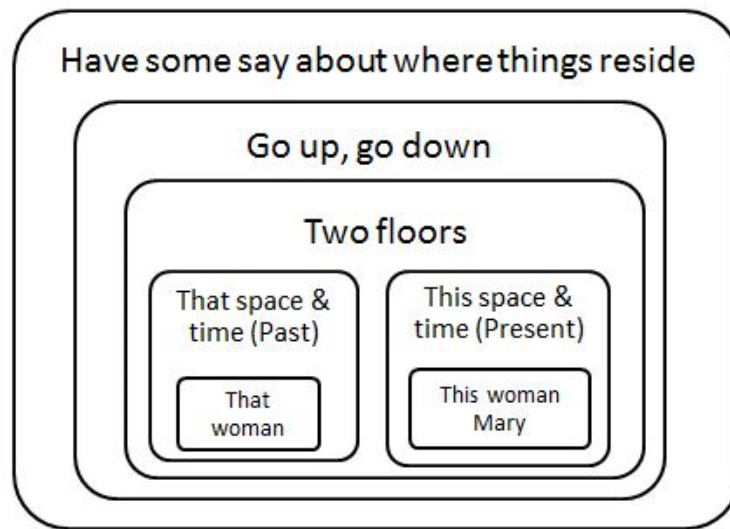 Have some say about where things reside
Go up, go down
Two floors
That space &
time (Past)
That
woman
This space &
time (Present)
This woman
Mary